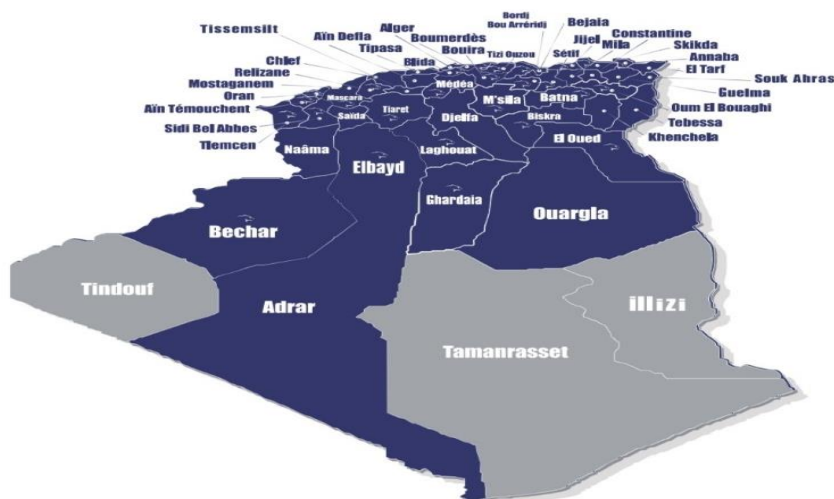 Tissemsilt
Aïn Defla
Alger
Tipasa
Boumerdès
Bouira
Bordj
Bou Arréridj
Tizi Ouzou
Bejaia
Sétif
Jijel
Mila
Constantine
Skikda
Annaba
El Tarf
Souk Ahras
Guelma
Oum El Bouaghi
Tebessa
Khenchela
Chlef
Blida
Relizane
Mostaganem
Oran
Aïn Témouchent
Sidi Bel Abbes
Tlemcen
Mascara
Saïda
Tiaret
Médéa
M'sila
Batna
Djelfa
Biskra
El Oued
Naâma
Elbayd
Laghouat
Ghardaia
Ouargla
Bechar
Tindouf
Adrar
Tamanrasset
illizi